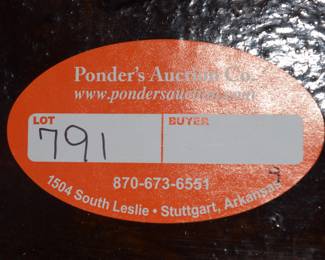 Ponder's Auction Co.
www.pondersauction.com
LOT BUYER
791
870-673-6551
1504 South Leslie • Stuttgart, Arkansas